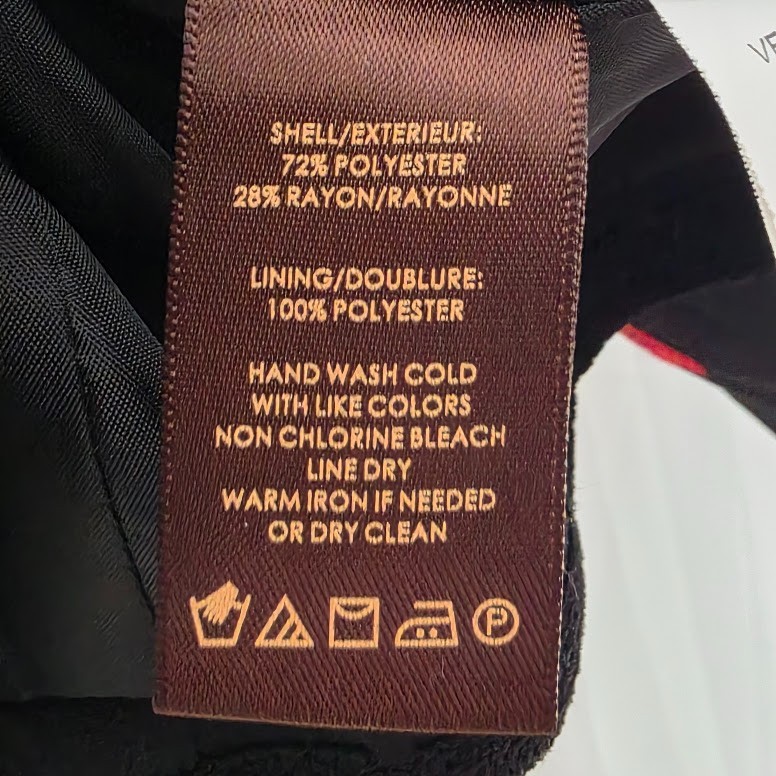 SHELL/EXTERIEUR:
72% POLYESTER
28% RAYON/RAYONNE
LINING/DOUBLURE:
100% POLYESTER
HAND WASH COLD
WITH LIKE COLORS
NON CHLORINE BLEACH
LINE DRY
WARM IRON IF NEEDED
OR DRY CLEAN
P